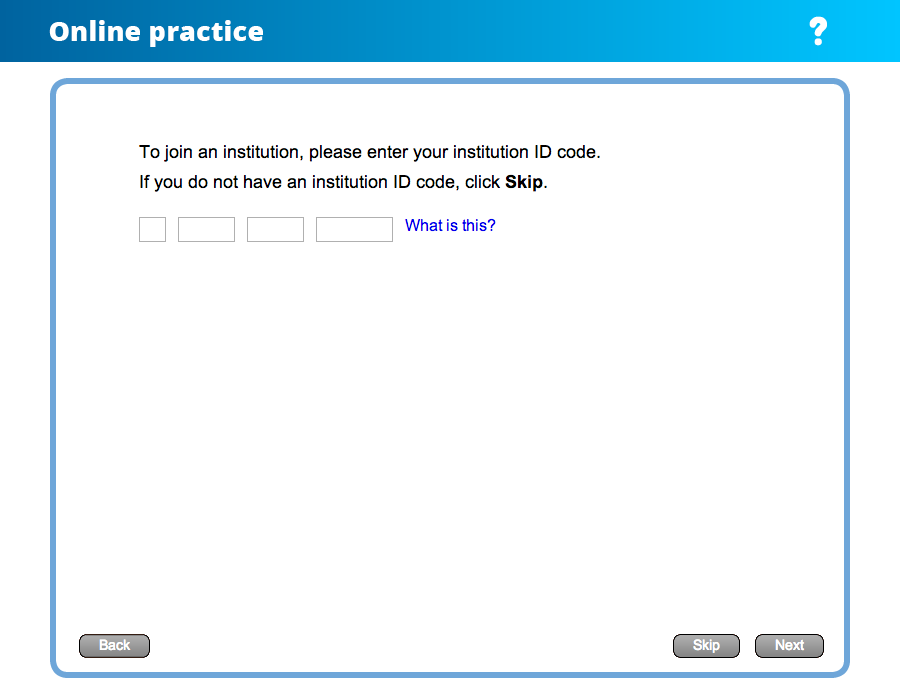 Online practice
?
To join an institution, please enter your institution ID code.
If you do not have an institution ID code, click Skip.
What is this?
Back
Skip
Next